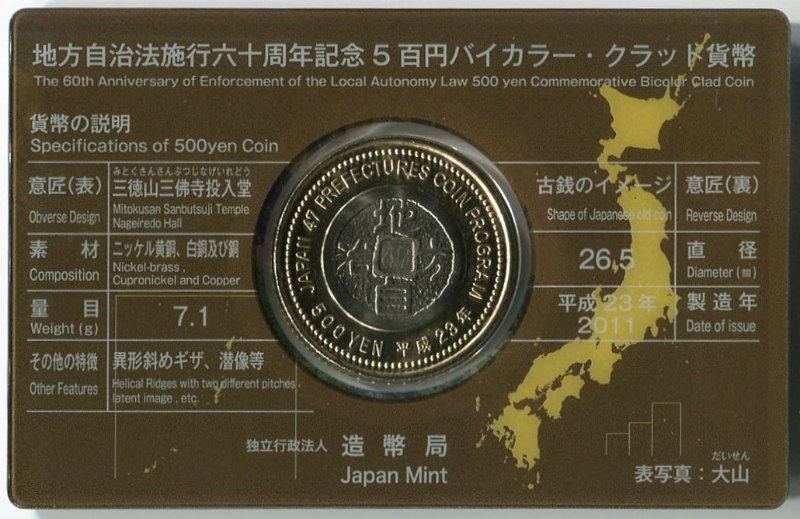 地方自治法施行六十周年記念５百円バイカラー・クラッド貨幣
The 60th Anniversary of Enforcement of the Local Autonomy Law 500 yen Commemorative Bicolor Clad Coin
貨幣の説明
Specifications of 500yen Coin
みとくさんさんぶつじなげいれどう
意匠(表) 三徳山三佛寺投入堂
Obverse Design Mitokusan Sanbutsuji Temple
Nageiredo Hall
素材 ニッケル黄銅、白銅及び銅
Composition Nickel-brass,
Cupronickel and Copper
量目 7.1
Weight(g)
その他の特徴 異形斜めギザ、潜像等
Other Features Helical Ridges with two different pitches,
latent image, etc.
JAPAN 47 PREFECTURES COIN PROGRAM
地方自治
500 YEN 平成23年
古銭のイメージ 意匠(裏)
Shape of Japanese old coin Reverse Design
26.5 直径
Diameter(㎜)
平成23年 製造年
2011 Date of issue
独立行政法人 造幣局
Japan Mint
だいせん
表写真：大山